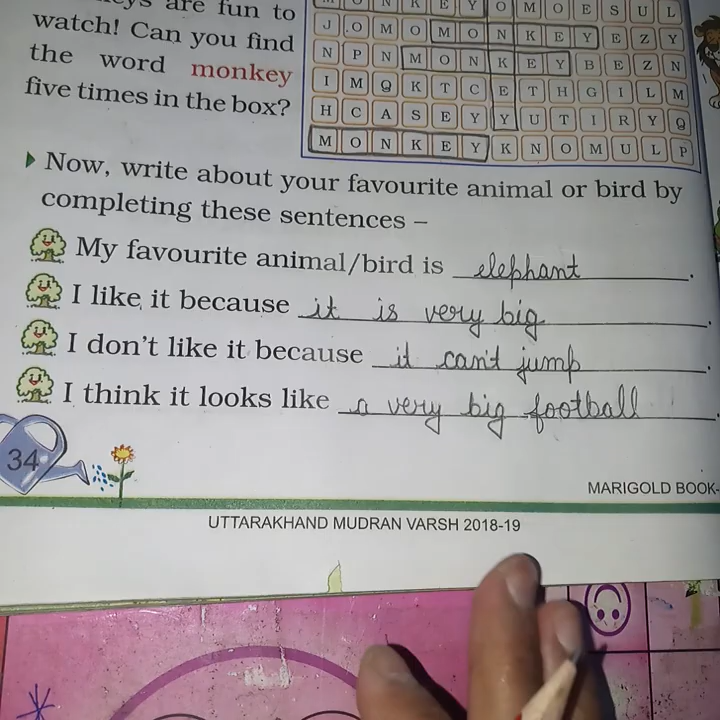 are fun to
watch! Can you find
the word monkey
five times in the box?
M O N K E Y O M O E S U L
J O M O M O N K E Y E Z Y
N P N M O N K E Y B E Z N
I M Q K T C E T H G I L M
H C A S E Y Y U T I R Y Q
M O N K E Y K N O M U L P
Now, write about your favourite animal or bird by
completing these sentences –
My favourite animal/bird is elephant.
I like it because it is very big.
I don't like it because it can't jump.
I think it looks like a very big football.
34
MARIGOLD BOOK-
UTTARAKHAND MUDRAN VARSH 2018-19